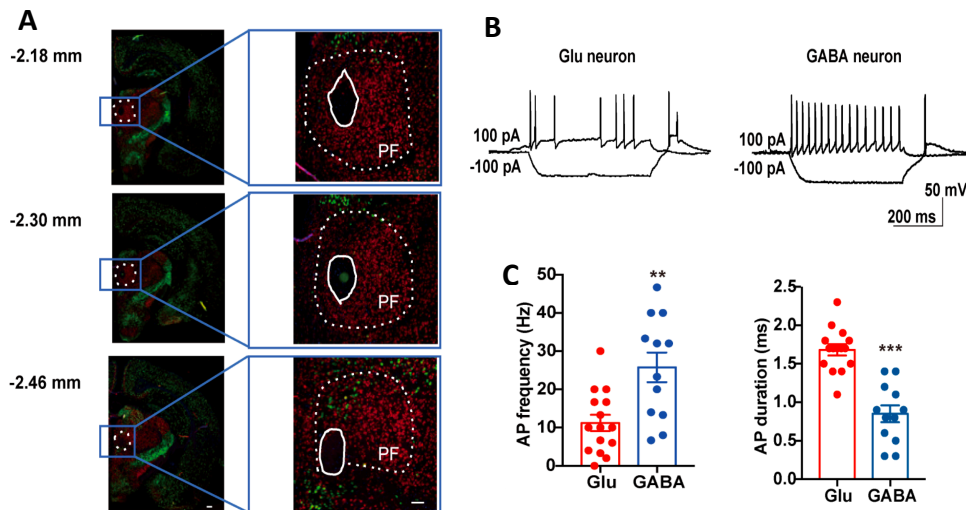 A
-2.18 mm
PF
-2.30 mm
PF
-2.46 mm
PF
B
Glu neuron
GABA neuron
100 pA
-100 pA
100 pA
-100 pA
50 mV
200 ms
C
AP frequency (Hz)
50
40
30
20
10
0
**
Glu GABA
AP duration (ms)
2.5
2.0
1.5
1.0
0.5
0.0
***
Glu GABA